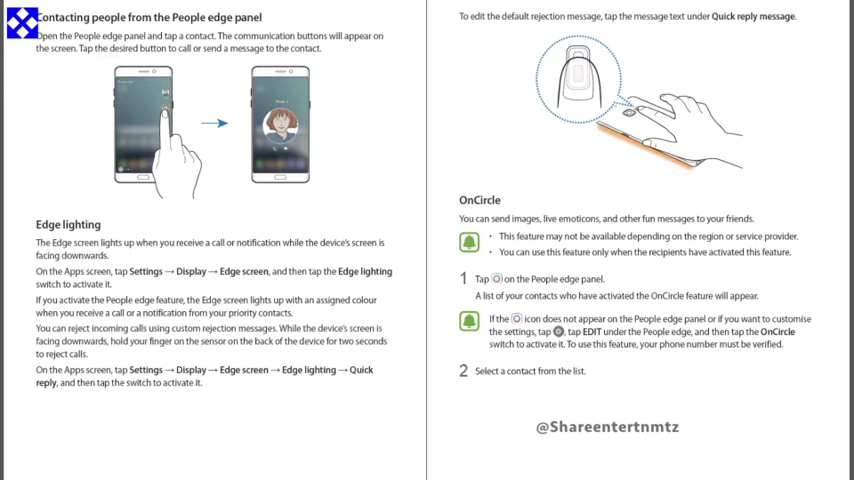 Contacting people from the People edge panel
Open the People edge panel and tap a contact. The communication buttons will appear on
the screen. Tap the desired button to call or send a message to the contact.
Edge lighting
The Edge screen lights up when you receive a call or notification while the device's screen is
facing downwards.
On the Apps screen, tap Settings → Display → Edge screen, and then tap the Edge lighting
switch to activate it.
If you activate the People edge feature, the Edge screen lights up with an assigned colour
when you receive a call or a notification from your priority contacts.
You can reject incoming calls using custom rejection messages. While the device's screen is
facing downwards, hold your finger on the sensor on the back of the device for two seconds
to reject calls.
On the Apps screen, tap Settings → Display → Edge screen → Edge lighting → Quick
reply, and then tap the switch to activate it.
To edit the default rejection message, tap the message text under Quick reply message.
OnCircle
You can send images, live emoticons, and other fun messages to your friends.
• This feature may not be available depending on the region or service provider.
• You can use this feature only when the recipients have activated this feature.
1 Tap on the People edge panel.
A list of your contacts who have activated the OnCircle feature will appear.
If the icon does not appear on the People edge panel or if you want to customise
the settings, tap , tap EDIT under the People edge, and then tap the OnCircle
switch to activate it. To use this feature, your phone number must be verified.
2 Select a contact from the list.
@Shareentertnmtz